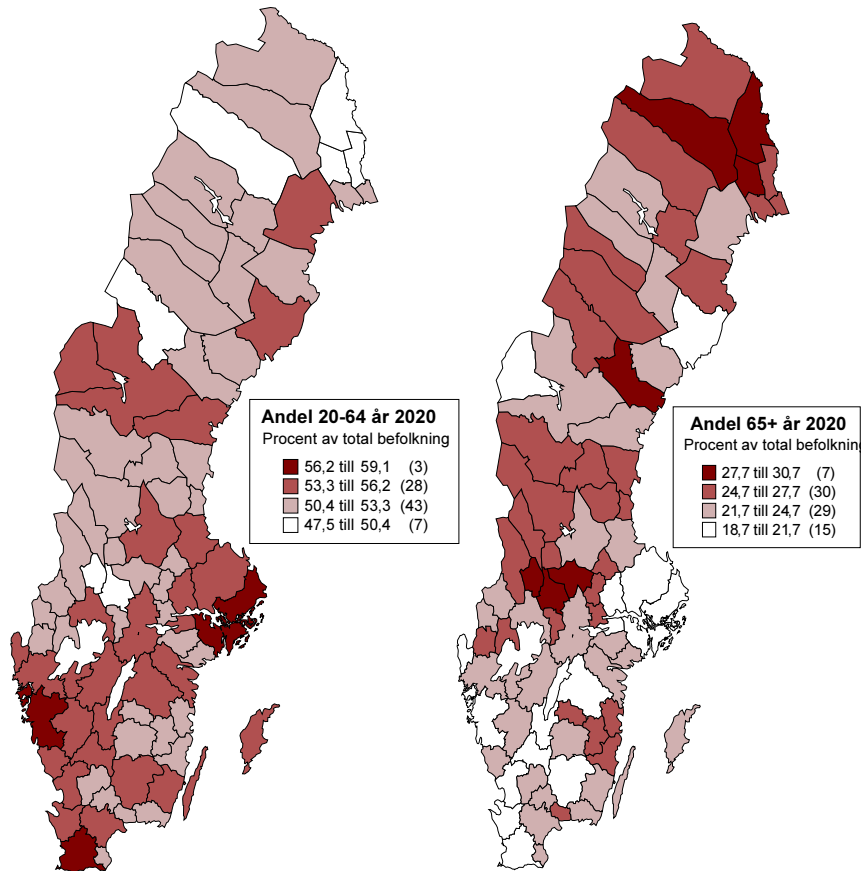 Andel 20-64 år 2020
Procent av total befolkning
56,2 till 59,1 (3)
53,3 till 56,2 (28)
50,4 till 53,3 (43)
47,5 till 50,4 (7)
Andel 65+ år 2020
Procent av total befolkning
27,7 till 30,7 (7)
24,7 till 27,7 (30)
21,7 till 24,7 (29)
18,7 till 21,7 (15)